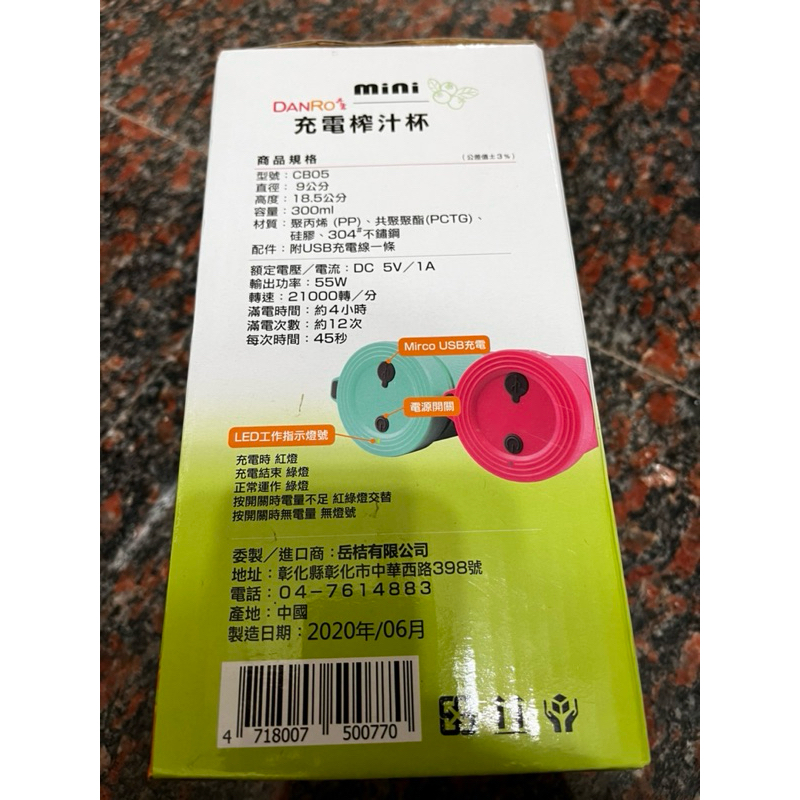 mini
DANRO
充電榨汁杯
商品規格 (公差值±3%)
型號：CB05
直徑： 9公分
高度：18.5公分
容量：300ml
材質：聚丙烯 (PP)、共聚聚酯(PCTG)、
硅膠、304#不鏽鋼
配件：附USB充電線一條
額定電壓／電流：DC 5V／1A
輸出功率：55W
轉速：21000轉／分
滿電時間：約4小時
滿電次數：約12次
每次時間：45秒
Mirco USB充電
電源開關
LED工作指示燈號
充電時 紅燈
充電結束 綠燈
正常運作 綠燈
按開關時電量不足 紅綠燈交替
按開關時無電量 無燈號
委製／進口商：岳桔有限公司
地址：彰化縣彰化市中華西路398號
電話：04-7614883
產地：中國
製造日期：2020年/06月
4 718007 500770